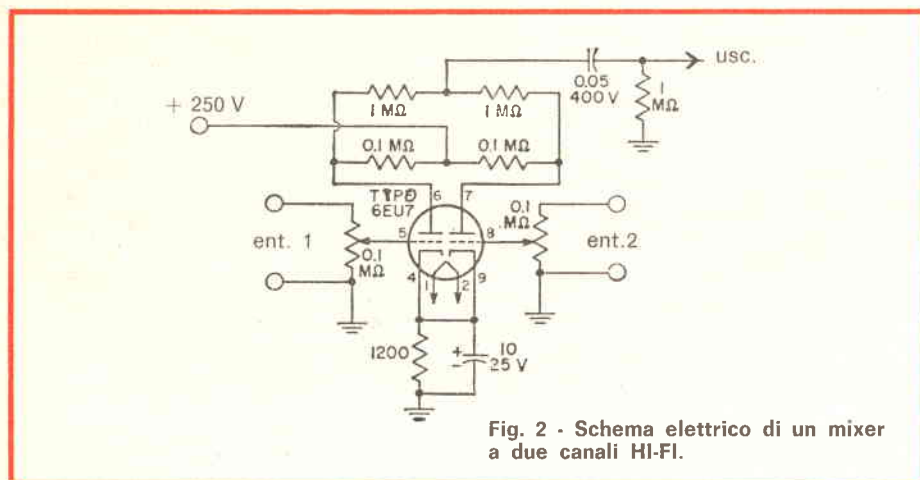 USC.
0.05
400 V
1
MΩ
1 MΩ
1 MΩ
+ 250 V
0.1 MΩ
0.1 MΩ
TYPE
6EU7
6
7
0.1
MΩ
ent. 1
5
8
ent.2
0.1
MΩ
4
1
2
9
1200
+
-
10
25 V
Fig. 2 - Schema elettrico di un mixer
a due canali HI-FI.